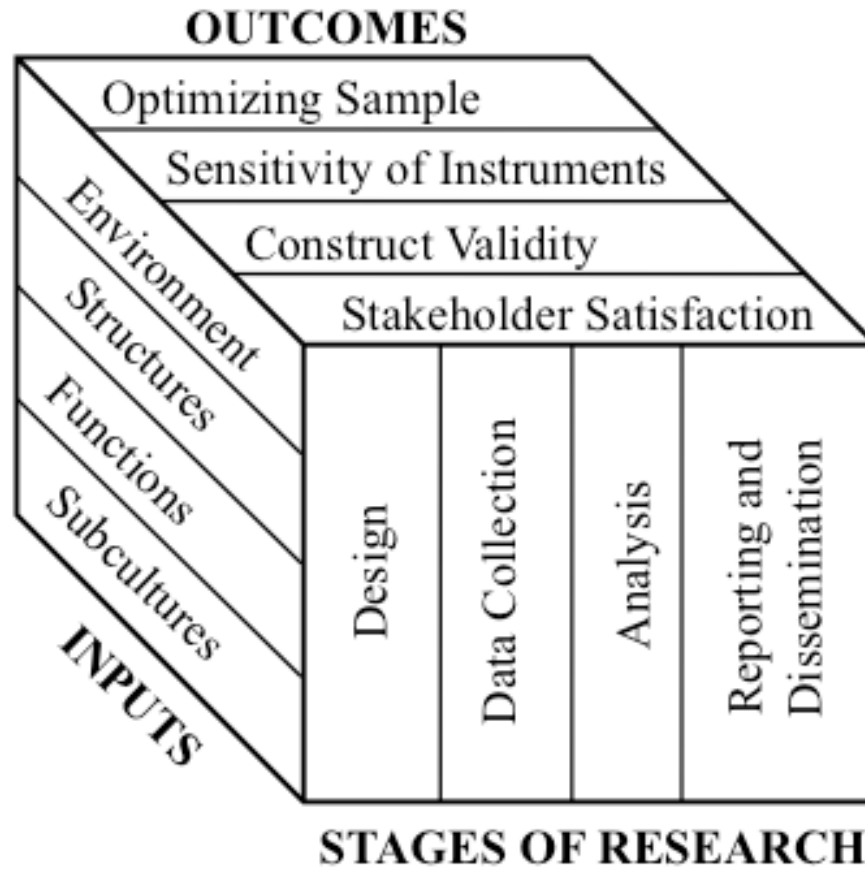 OUTCOMES
Optimizing Sample
Sensitivity of Instruments
Construct Validity
Stakeholder Satisfaction
Environment
Structures
Functions
Subcultures
INPUTS
Design
Data Collection
Analysis
Reporting and
Dissemination
STAGES OF RESEARCH